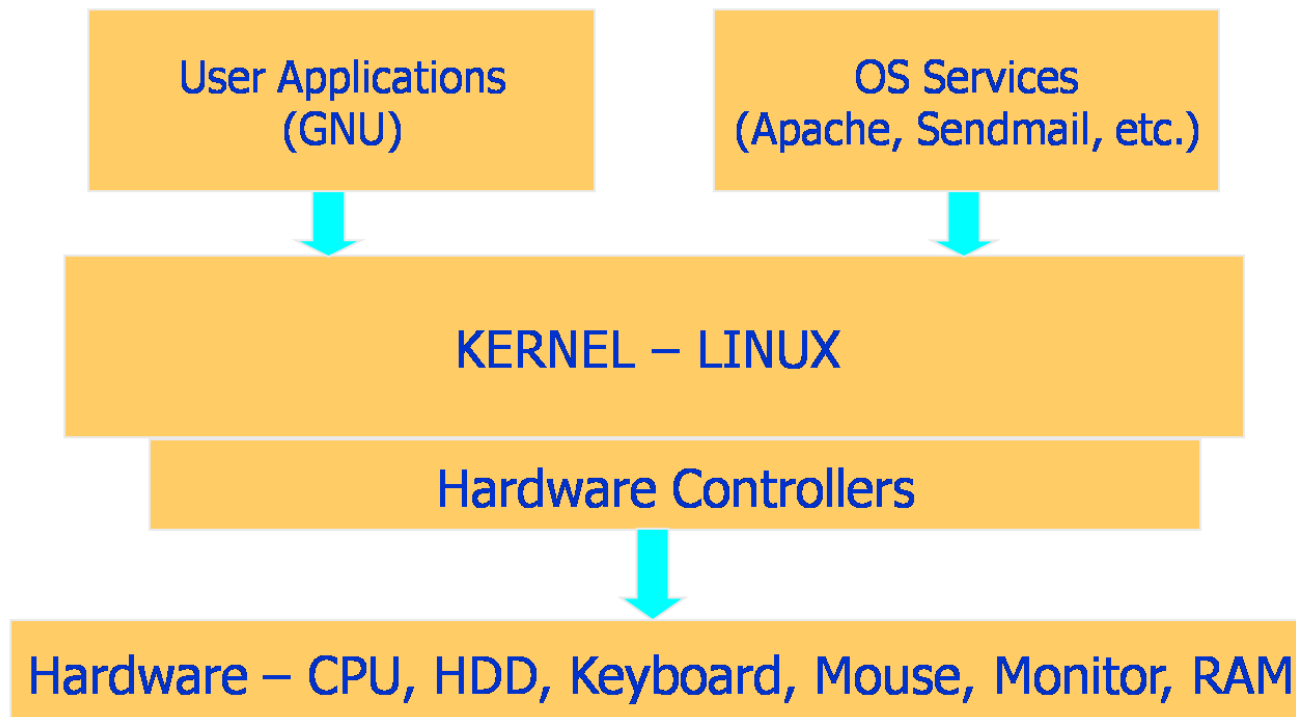 User Applications
(GNU)
OS Services
(Apache, Sendmail, etc.)
KERNEL – LINUX
Hardware Controllers
Hardware – CPU, HDD, Keyboard, Mouse, Monitor, RAM